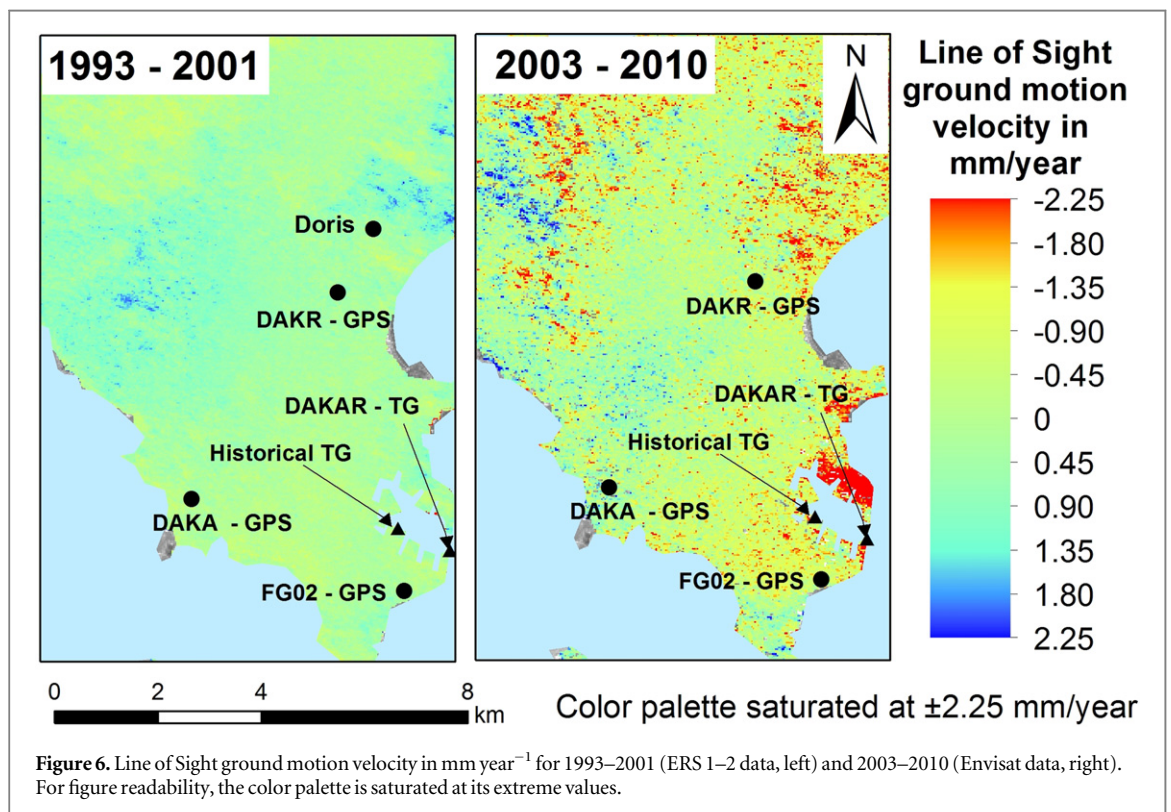 1993 - 2001
Doris
DAKR - GPS
DAKAR - TG
Historical TG
DAKA - GPS
FG02 - GPS
2003 - 2010
N
DAKR - GPS
DAKAR - TG
Historical TG
DAKA - GPS
FG02 - GPS
Line of Sight
ground motion
velocity in
mm/year
-2.25
-1.80
-1.35
-0.90
-0.45
0
0.45
0.90
1.35
1.80
2.25
0 2 4 8
km
Color palette saturated at ±2.25 mm/year
Figure 6. Line of Sight ground motion velocity in mm year⁻¹ for 1993–2001 (ERS 1–2 data, left) and 2003–2010 (Envisat data, right).
For figure readability, the color palette is saturated at its extreme values.